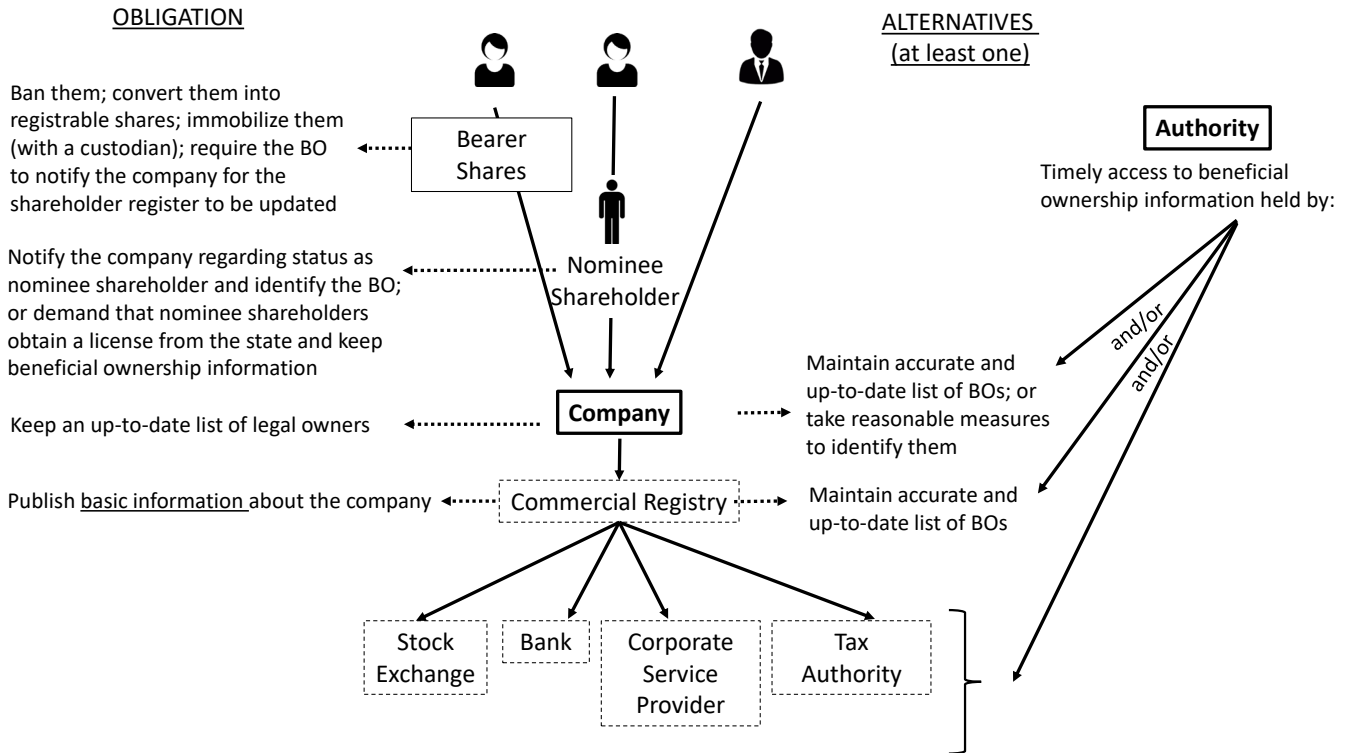 OBLIGATION
ALTERNATIVES
(at least one)
Ban them; convert them into
registrable shares; immobilize them
(with a custodian); require the BO
to notify the company for the
shareholder register to be updated
Bearer
Shares
Authority
Timely access to beneficial
ownership information held by:
Notify the company regarding status as
nominee shareholder and identify the BO;
or demand that nominee shareholders
obtain a license from the state and keep
beneficial ownership information
Nominee
Shareholder
and/or
and/or
Maintain accurate and
up-to-date list of BOs; or
take reasonable measures
to identify them
Company
Keep an up-to-date list of legal owners
Publish basic information about the company
Commercial Registry
Maintain accurate and
up-to-date list of BOs
Stock
Exchange
Bank
Corporate
Service
Provider
Tax
Authority